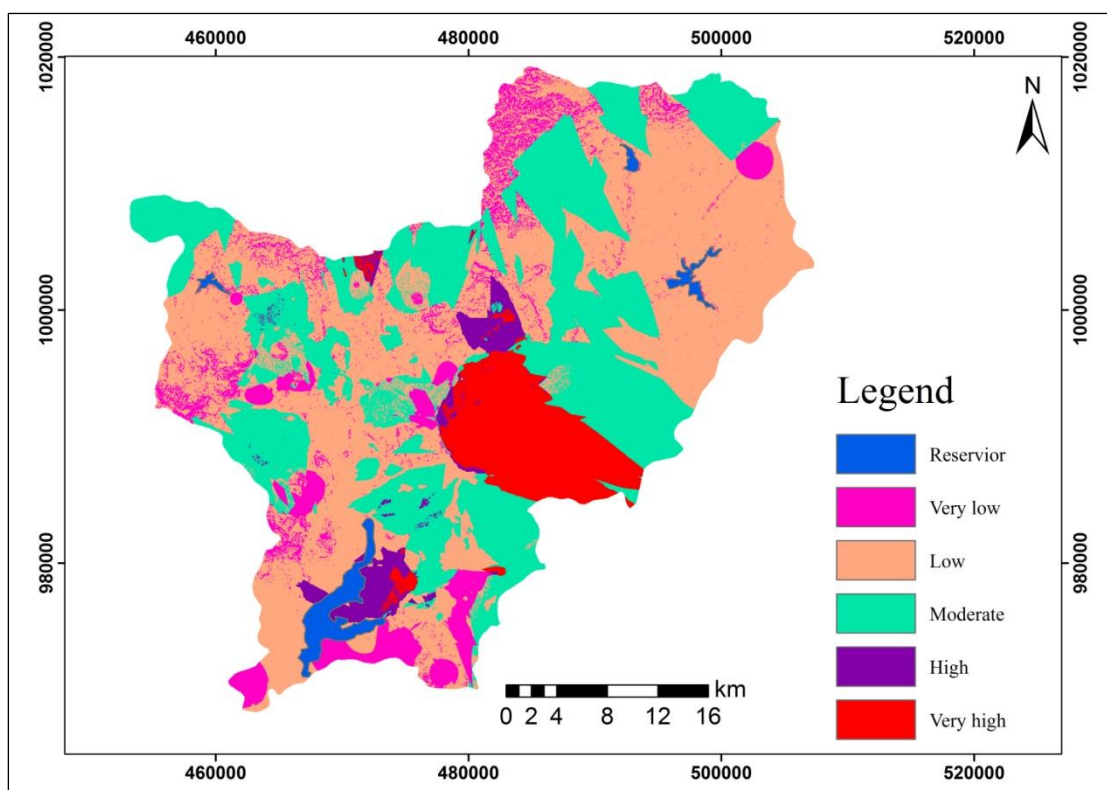 460000 480000 500000 520000
1020000 1020000
N
1000000 1000000
Legend
Reservior
Very low
Low
Moderate
High
Very high
980000 980000
km
0 2 4 8 12 16
460000 480000 500000 520000